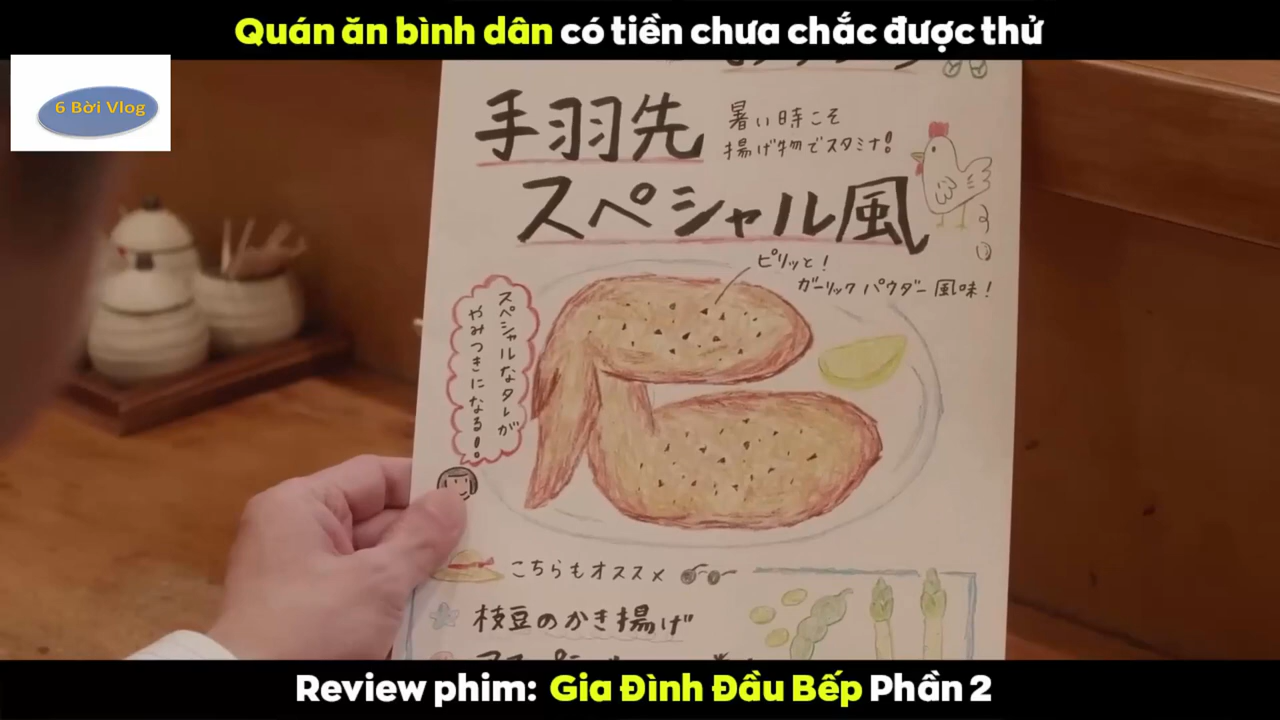 Quán ăn bình dân có tiền chưa chắc được thử
6 Bời Vlog
手羽先
暑い時こそ
揚げ物でスタミナ!
スペシャル風
ピリッと!
ガーリックパウダー風味!
スペシャルなタレが
やみつきになる!!
こちらもオススメ
枝豆のかき揚げ
Review phim: Gia Đình Đầu Bếp Phần 2